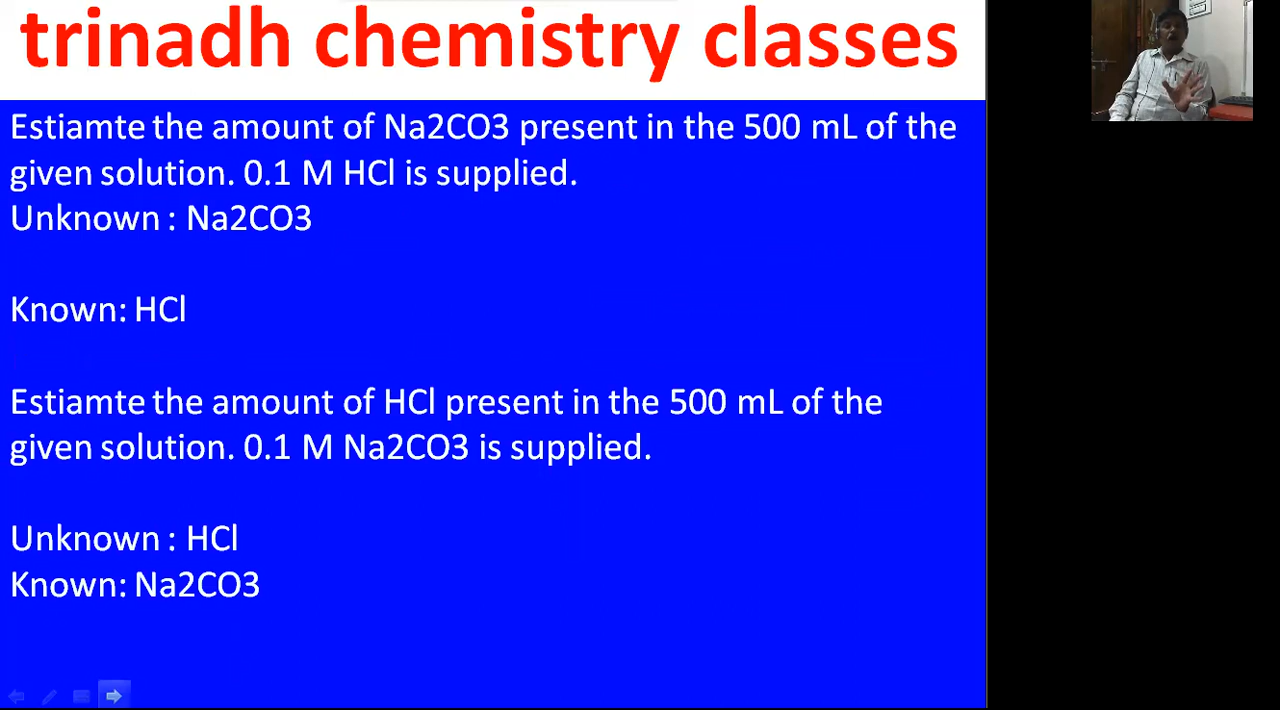 trinadh chemistry classes
Estiamte the amount of Na2CO3 present in the 500 mL of the
given solution. 0.1 M HCl is supplied.
Unknown : Na2CO3
Known: HCl
Estiamte the amount of HCl present in the 500 mL of the
given solution. 0.1 M Na2CO3 is supplied.
Unknown : HCl
Known: Na2CO3